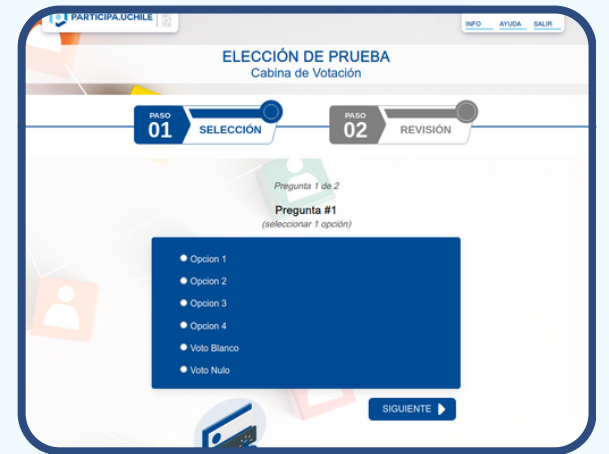 PARTICIPA.UCHILE
INFO AYUDA SALIR
ELECCIÓN DE PRUEBA
Cabina de Votación
PASO
01
SELECCIÓN
PASO
02
REVISIÓN
Pregunta 1 de 2
Pregunta #1
(seleccionar 1 opción)
Opcion 1
Opcion 2
Opcion 3
Opcion 4
Voto Blanco
Voto Nulo
SIGUIENTE